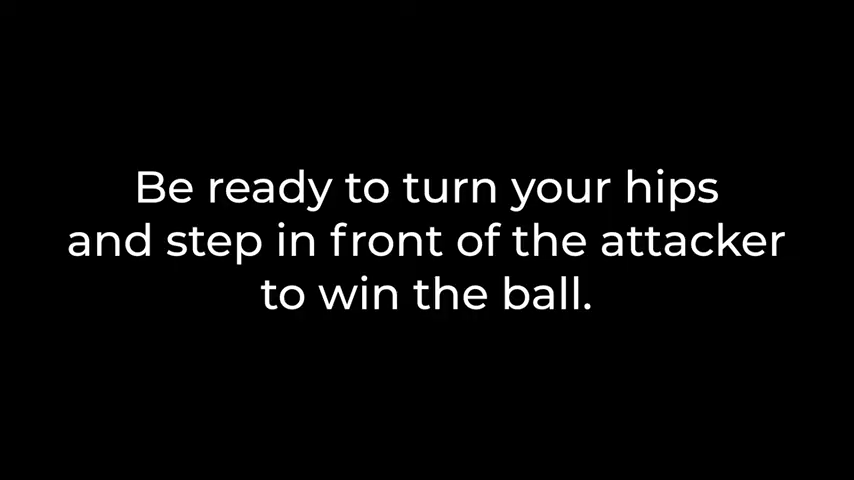 Be ready to turn your hips
and step in front of the attacker
to win the ball.